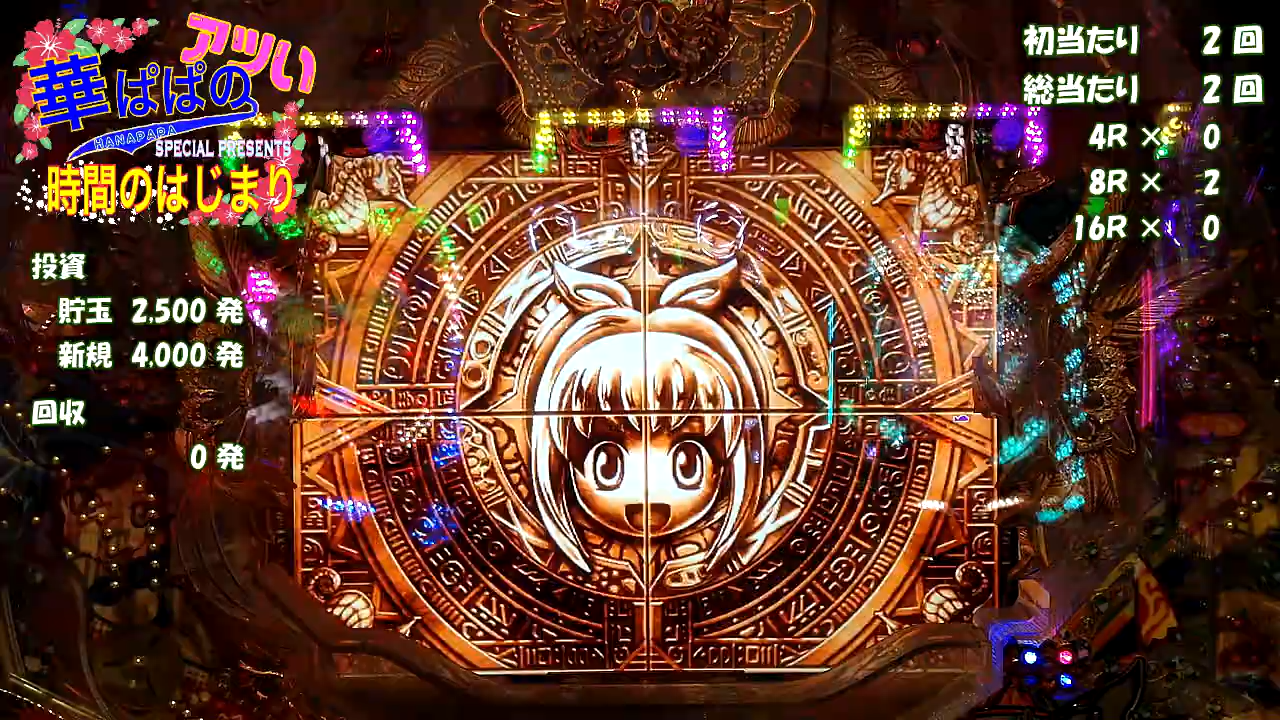 アツい
華ぱぱの
HANAPAPA
SPECIAL PRESENTS
時間のはじまり
投資
貯玉 2,500 発
新規 4,000 発
回収
0 発
初当たり 2 回
総当たり 2 回
4R × 0
8R × 2
16R × 0